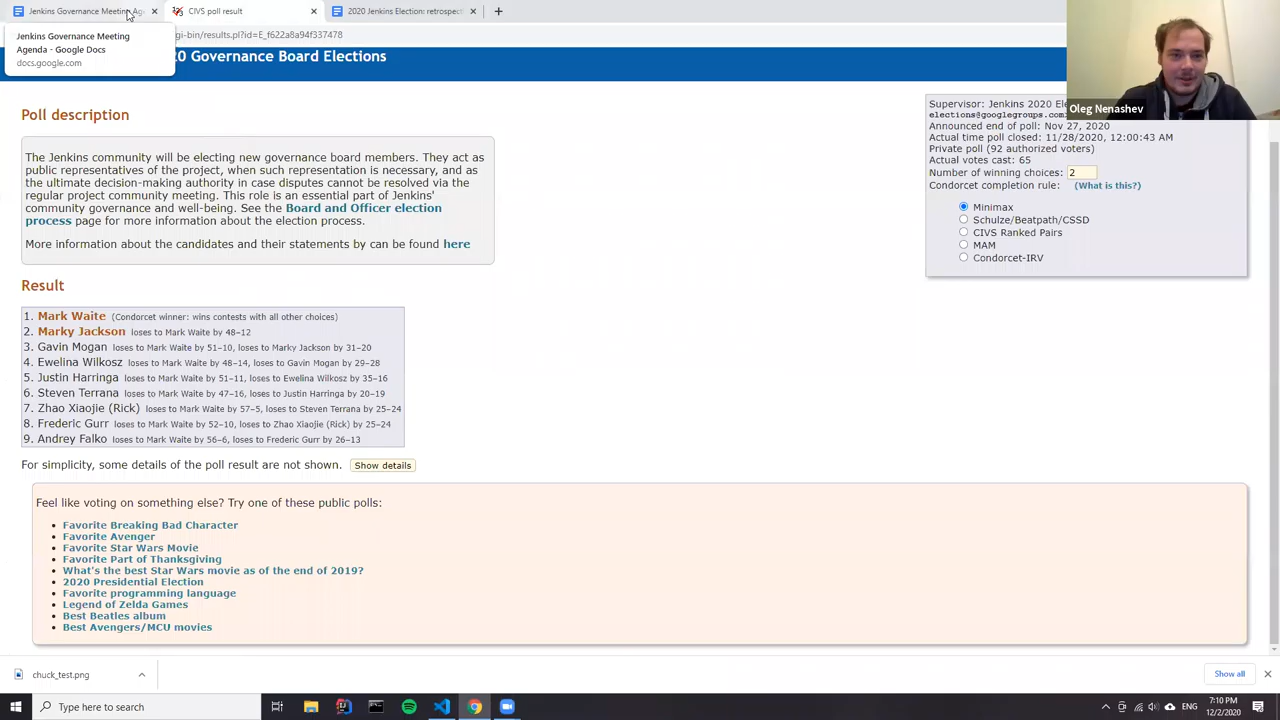 Jenkins Governance Meeting Age
CIVS poll result
2020 Jenkins Election: retrospect
Jenkins Governance Meeting
Agenda - Google Docs
docs.google.com
gi-bin/results.pl?id=E_f622a8a94f337478
20 Governance Board Elections
Oleg Nenashev
Poll description
The Jenkins community will be electing new governance board members. They act as
public representatives of the project, when such representation is necessary, and as
the ultimate decision-making authority in case disputes cannot be resolved via the
regular project community meeting. This role is an essential part of Jenkins'
community governance and well-being. See the Board and Officer election
process page for more information about the election process.
More information about the candidates and their statements by can be found here
Supervisor: Jenkins 2020 Ele
elections@googlegroups.com
Announced end of poll: Nov 27, 2020
Actual time poll closed: 11/28/2020, 12:00:43 AM
Private poll (92 authorized voters)
Actual votes cast: 65
Number of winning choices: 2
Condorcet completion rule: (What is this?)
Minimax
Schulze/Beatpath/CSSD
CIVS Ranked Pairs
MAM
Condorcet-IRV
Result
1. Mark Waite (Condorcet winner: wins contests with all other choices)
2. Marky Jackson loses to Mark Waite by 48–12
3. Gavin Mogan loses to Mark Waite by 51–10, loses to Marky Jackson by 31–20
4. Ewelina Wilkosz loses to Mark Waite by 48–14, loses to Gavin Mogan by 29–28
5. Justin Harringa loses to Mark Waite by 51–11, loses to Ewelina Wilkosz by 35–16
6. Steven Terrana loses to Mark Waite by 47–16, loses to Justin Harringa by 20–19
7. Zhao Xiaojie (Rick) loses to Mark Waite by 57–5, loses to Steven Terrana by 25–24
8. Frederic Gurr loses to Mark Waite by 52–10, loses to Zhao Xiaojie (Rick) by 25–24
9. Andrey Falko loses to Mark Waite by 56–6, loses to Frederic Gurr by 26–13
For simplicity, some details of the poll result are not shown. Show details
Feel like voting on something else? Try one of these public polls:
Favorite Breaking Bad Character
Favorite Avenger
Favorite Star Wars Movie
Favorite Part of Thanksgiving
What's the best Star Wars movie as of the end of 2019?
2020 Presidential Election
Favorite programming language
Legend of Zelda Games
Best Beatles album
Best Avengers/MCU movies
chuck_test.png
Show all
Type here to search
ENG
7:10 PM
12/2/2020